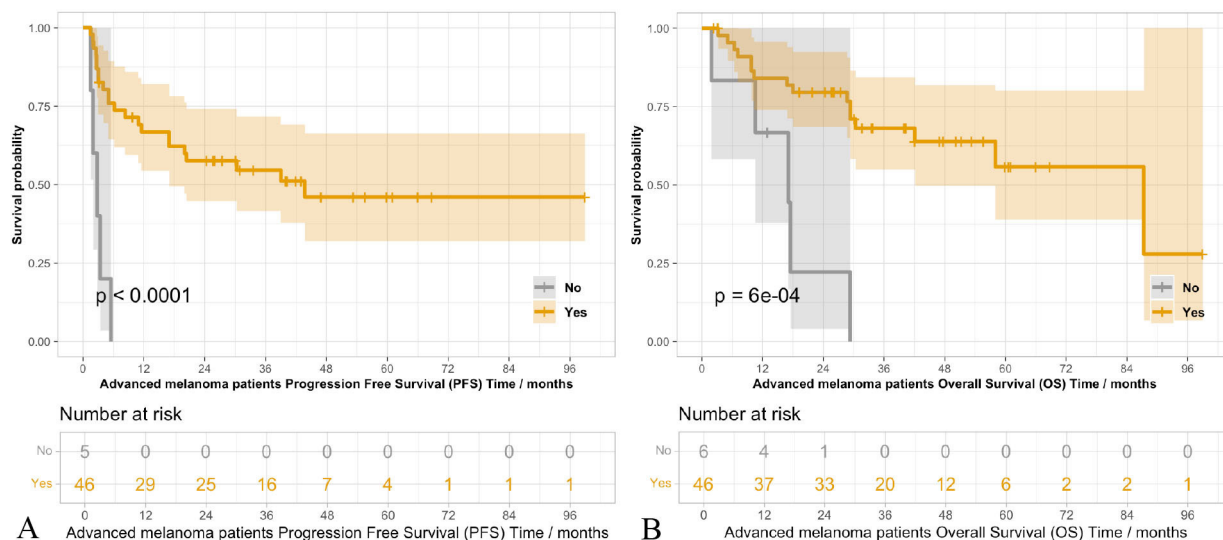 1.00
0.75
0.50
0.25
0.00
Survival probability
p < 0.0001
No
Yes
0 12 24 36 48 60 72 84 96
Advanced melanoma patients Progression Free Survival (PFS) Time / months
Number at risk
No 5 0 0 0 0 0 0 0 0
Yes 46 29 25 16 7 4 1 1 1
0 12 24 36 48 60 72 84 96
A Advanced melanoma patients Progression Free Survival (PFS) Time / months
1.00
0.75
0.50
0.25
0.00
Survival probability
p = 6e-04
No
Yes
0 12 24 36 48 60 72 84 96
Advanced melanoma patients Overall Survival (OS) Time / months
Number at risk
No 6 4 1 0 0 0 0 0 0
Yes 46 37 33 20 12 6 2 2 1
0 12 24 36 48 60 72 84 96
B Advanced melanoma patients Overall Survival (OS) Time / months